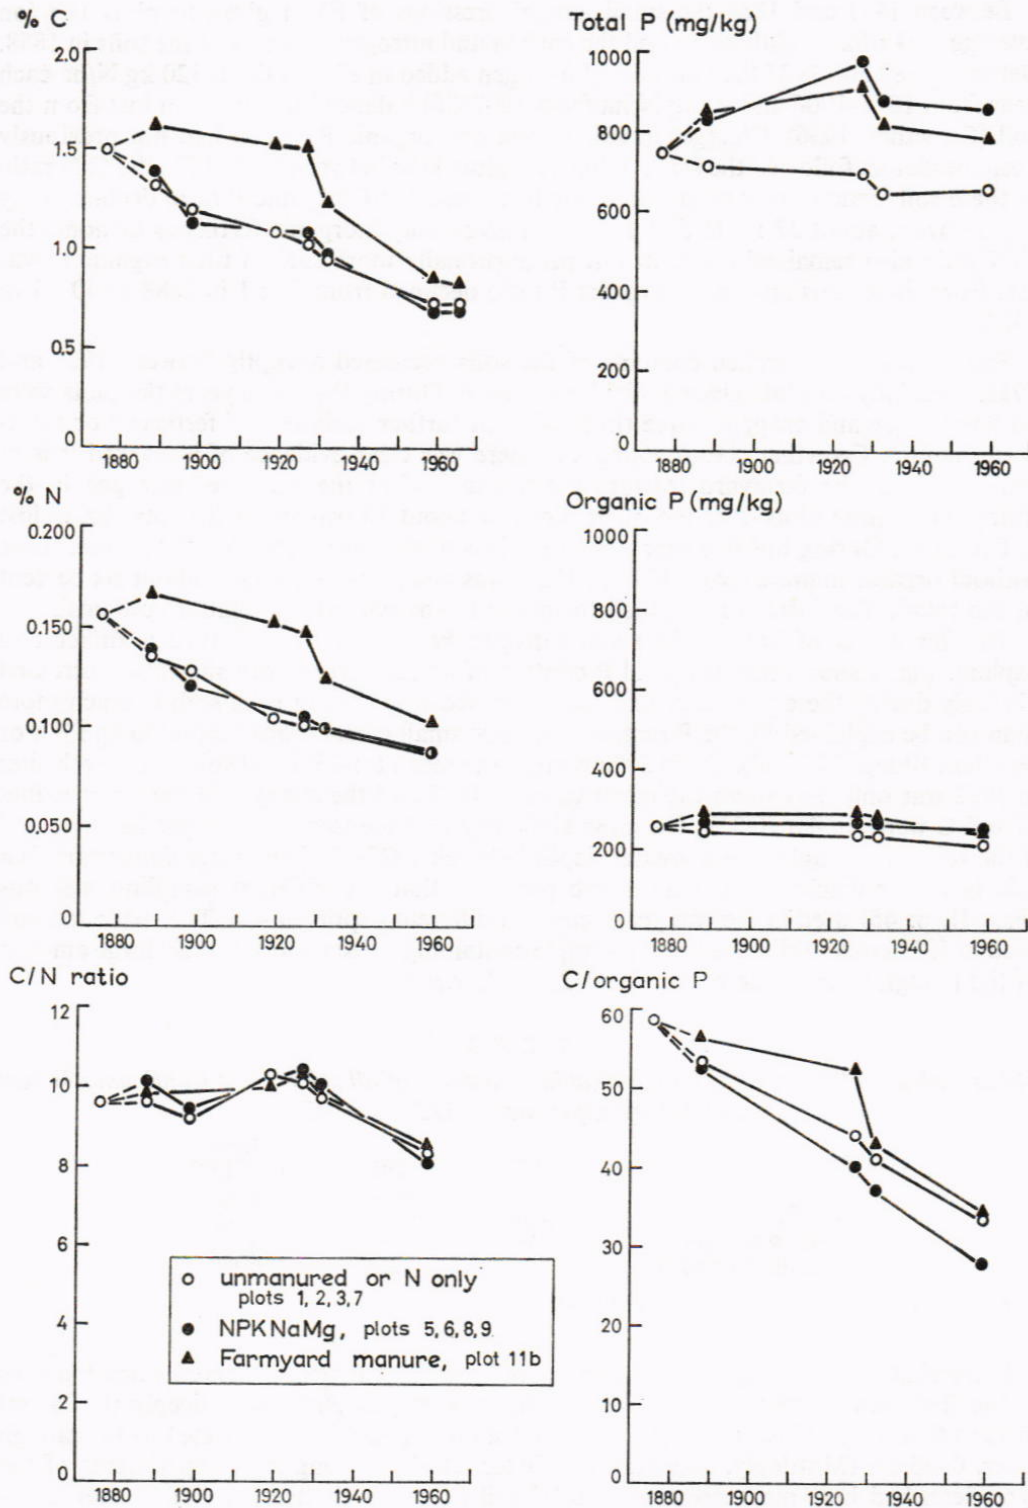 % C
2.0
1.5
1.0
0.5
0
1880 1900 1920 1940 1960
Total P (mg/kg)
1000
800
600
400
200
0
1880 1900 1920 1940 1960
% N
0.200
0.150
0.100
0.050
0
1880 1900 1920 1940 1960
Organic P (mg/kg)
1000
800
600
400
200
0
1880 1900 1920 1940 1960
C/N ratio
12
10
8
6
4
2
0
1880 1900 1920 1940 1960
unmanured or N only
plots 1, 2, 3, 7
NPKNaMg, plots 5, 6, 8, 9.
Farmyard manure, plot 11b
C/organic P
60
50
40
30
20
10
0
1880 1900 1920 1940 1960